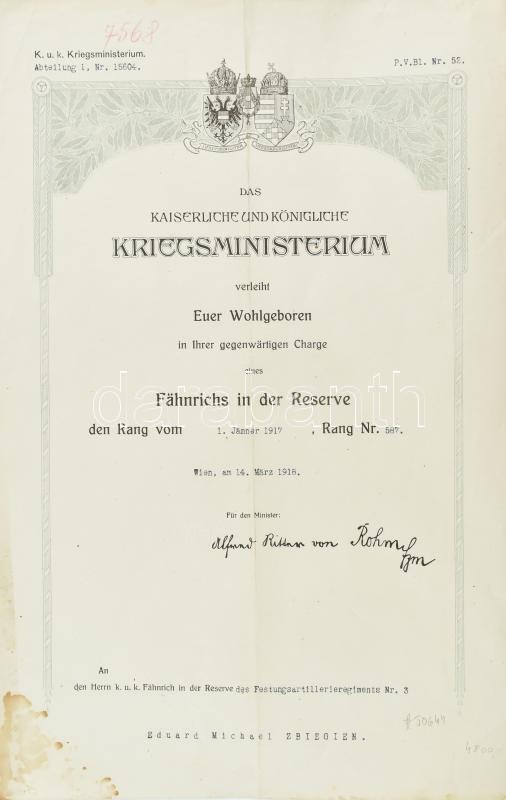 7568
K. u. k. Kriegsministerium.
Abteilung 1, Nr. 15604.
P.V.Bl. Nr. 52.
DAS
KAISERLICHE UND KÖNIGLICHE
KRIEGSMINISTERIUM
verleiht
Euer Wohlgeboren
in Ihrer gegenwärtigen Charge
eines
darabanth
Fähnrichs in der Reserve
den Rang vom 1. Jänner 1917 , Rang Nr. 587.
Wien, am 14. März 1918.
Für den Minister:
Alfred Ritter von
An
den Herrn k. u. k. Fähnrich in der Reserve des Festungsartillerieregiments Nr. 3
Eduard Michael ZBIEGIEN.